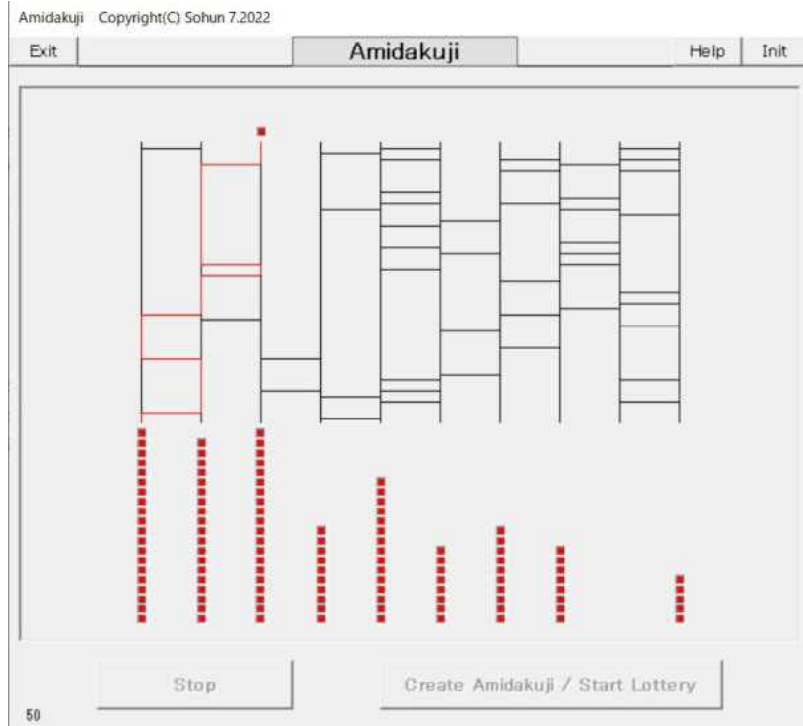 Amidakuji Copyright(C) Sohun 7.2022
Exit Amidakuji Help Init
Stop Create Amidakuji / Start Lottery
50